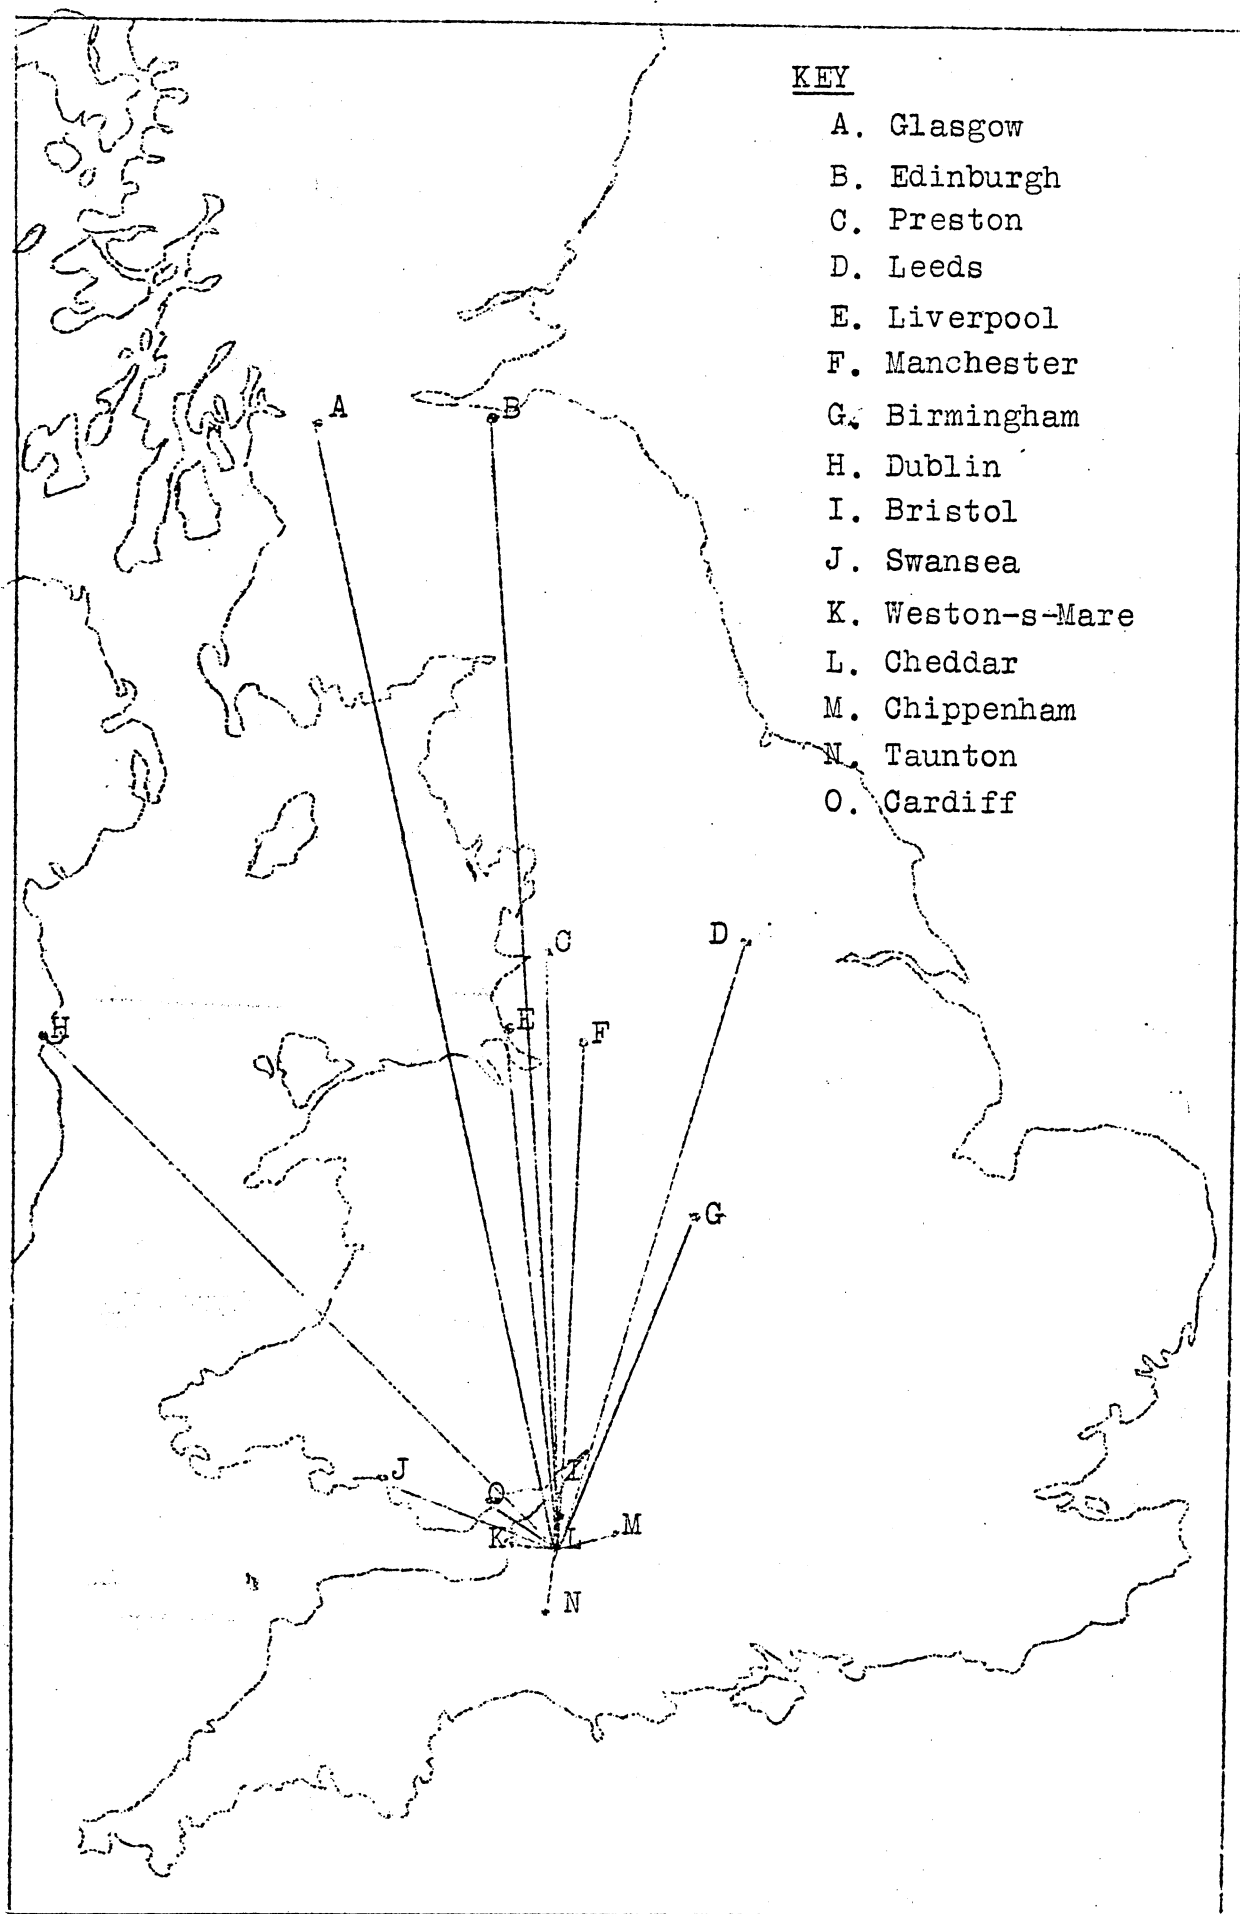 KEY
A. Glasgow
B. Edinburgh
C. Preston
D. Leeds
E. Liverpool
F. Manchester
G. Birmingham
H. Dublin
I. Bristol
J. Swansea
K. Weston-s-Mare
L. Cheddar
M. Chippenham
N. Taunton
O. Cardiff
A
B
C
D
E
F
H
G
I
J
O
K
L
M
N